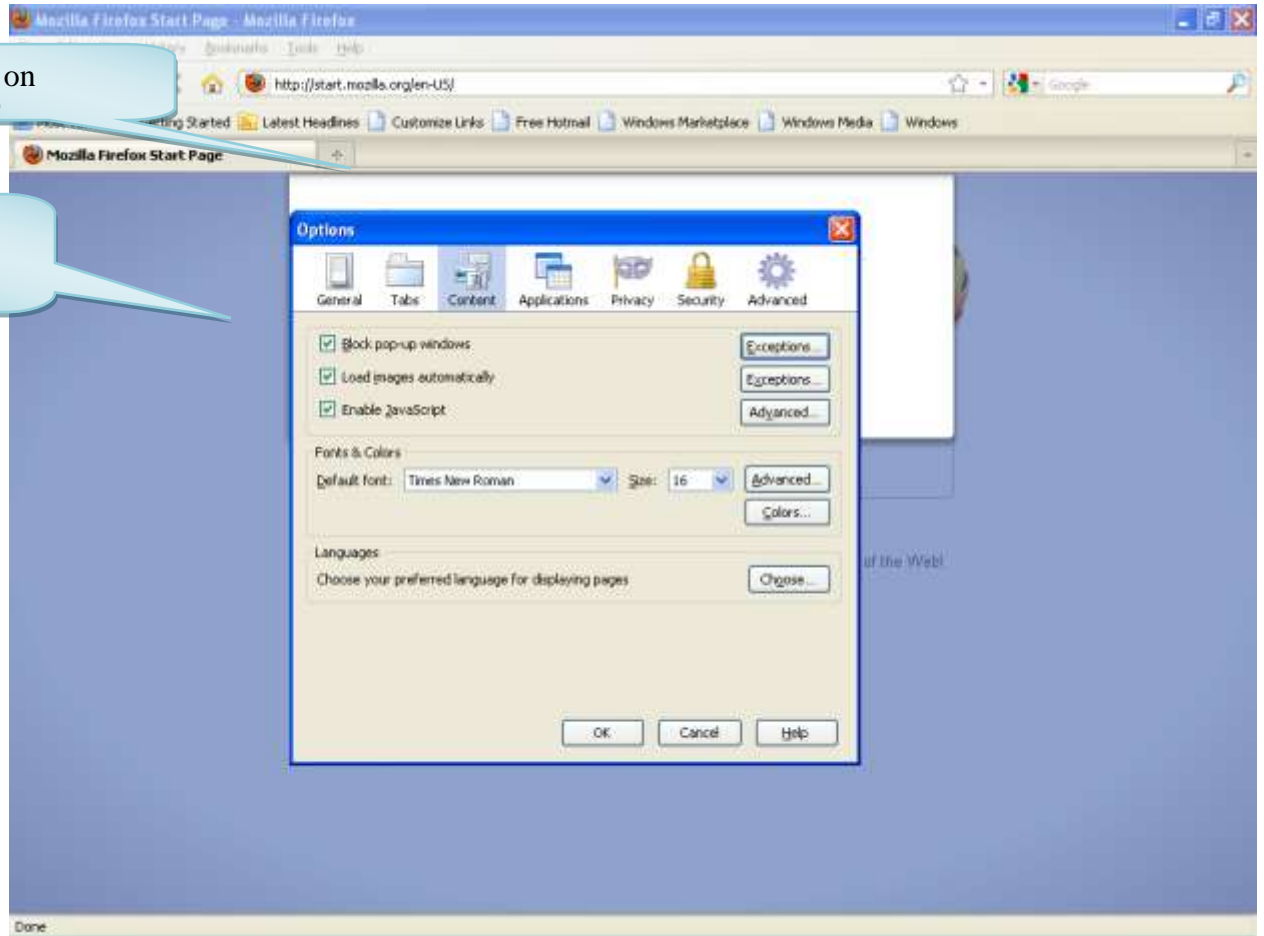 Mozilla Firefox Start Page - Mozilla Firefox
Bookmarks Tools Help
on
http://start.mozilla.org/en-US/
Google
Started Latest Headlines Customize Links Free Hotmail Windows Marketplace Windows Media Windows
Mozilla Firefox Start Page
Options
General Tabs Content Applications Privacy Security Advanced
Block pop-up windows Exceptions...
Load images automatically Exceptions...
Enable JavaScript Advanced...
Fonts & Colors
Default font: Times New Roman Size: 16 Advanced...
Colors...
Languages
of the Web!
Choose your preferred language for displaying pages Choose...
OK Cancel Help
Done